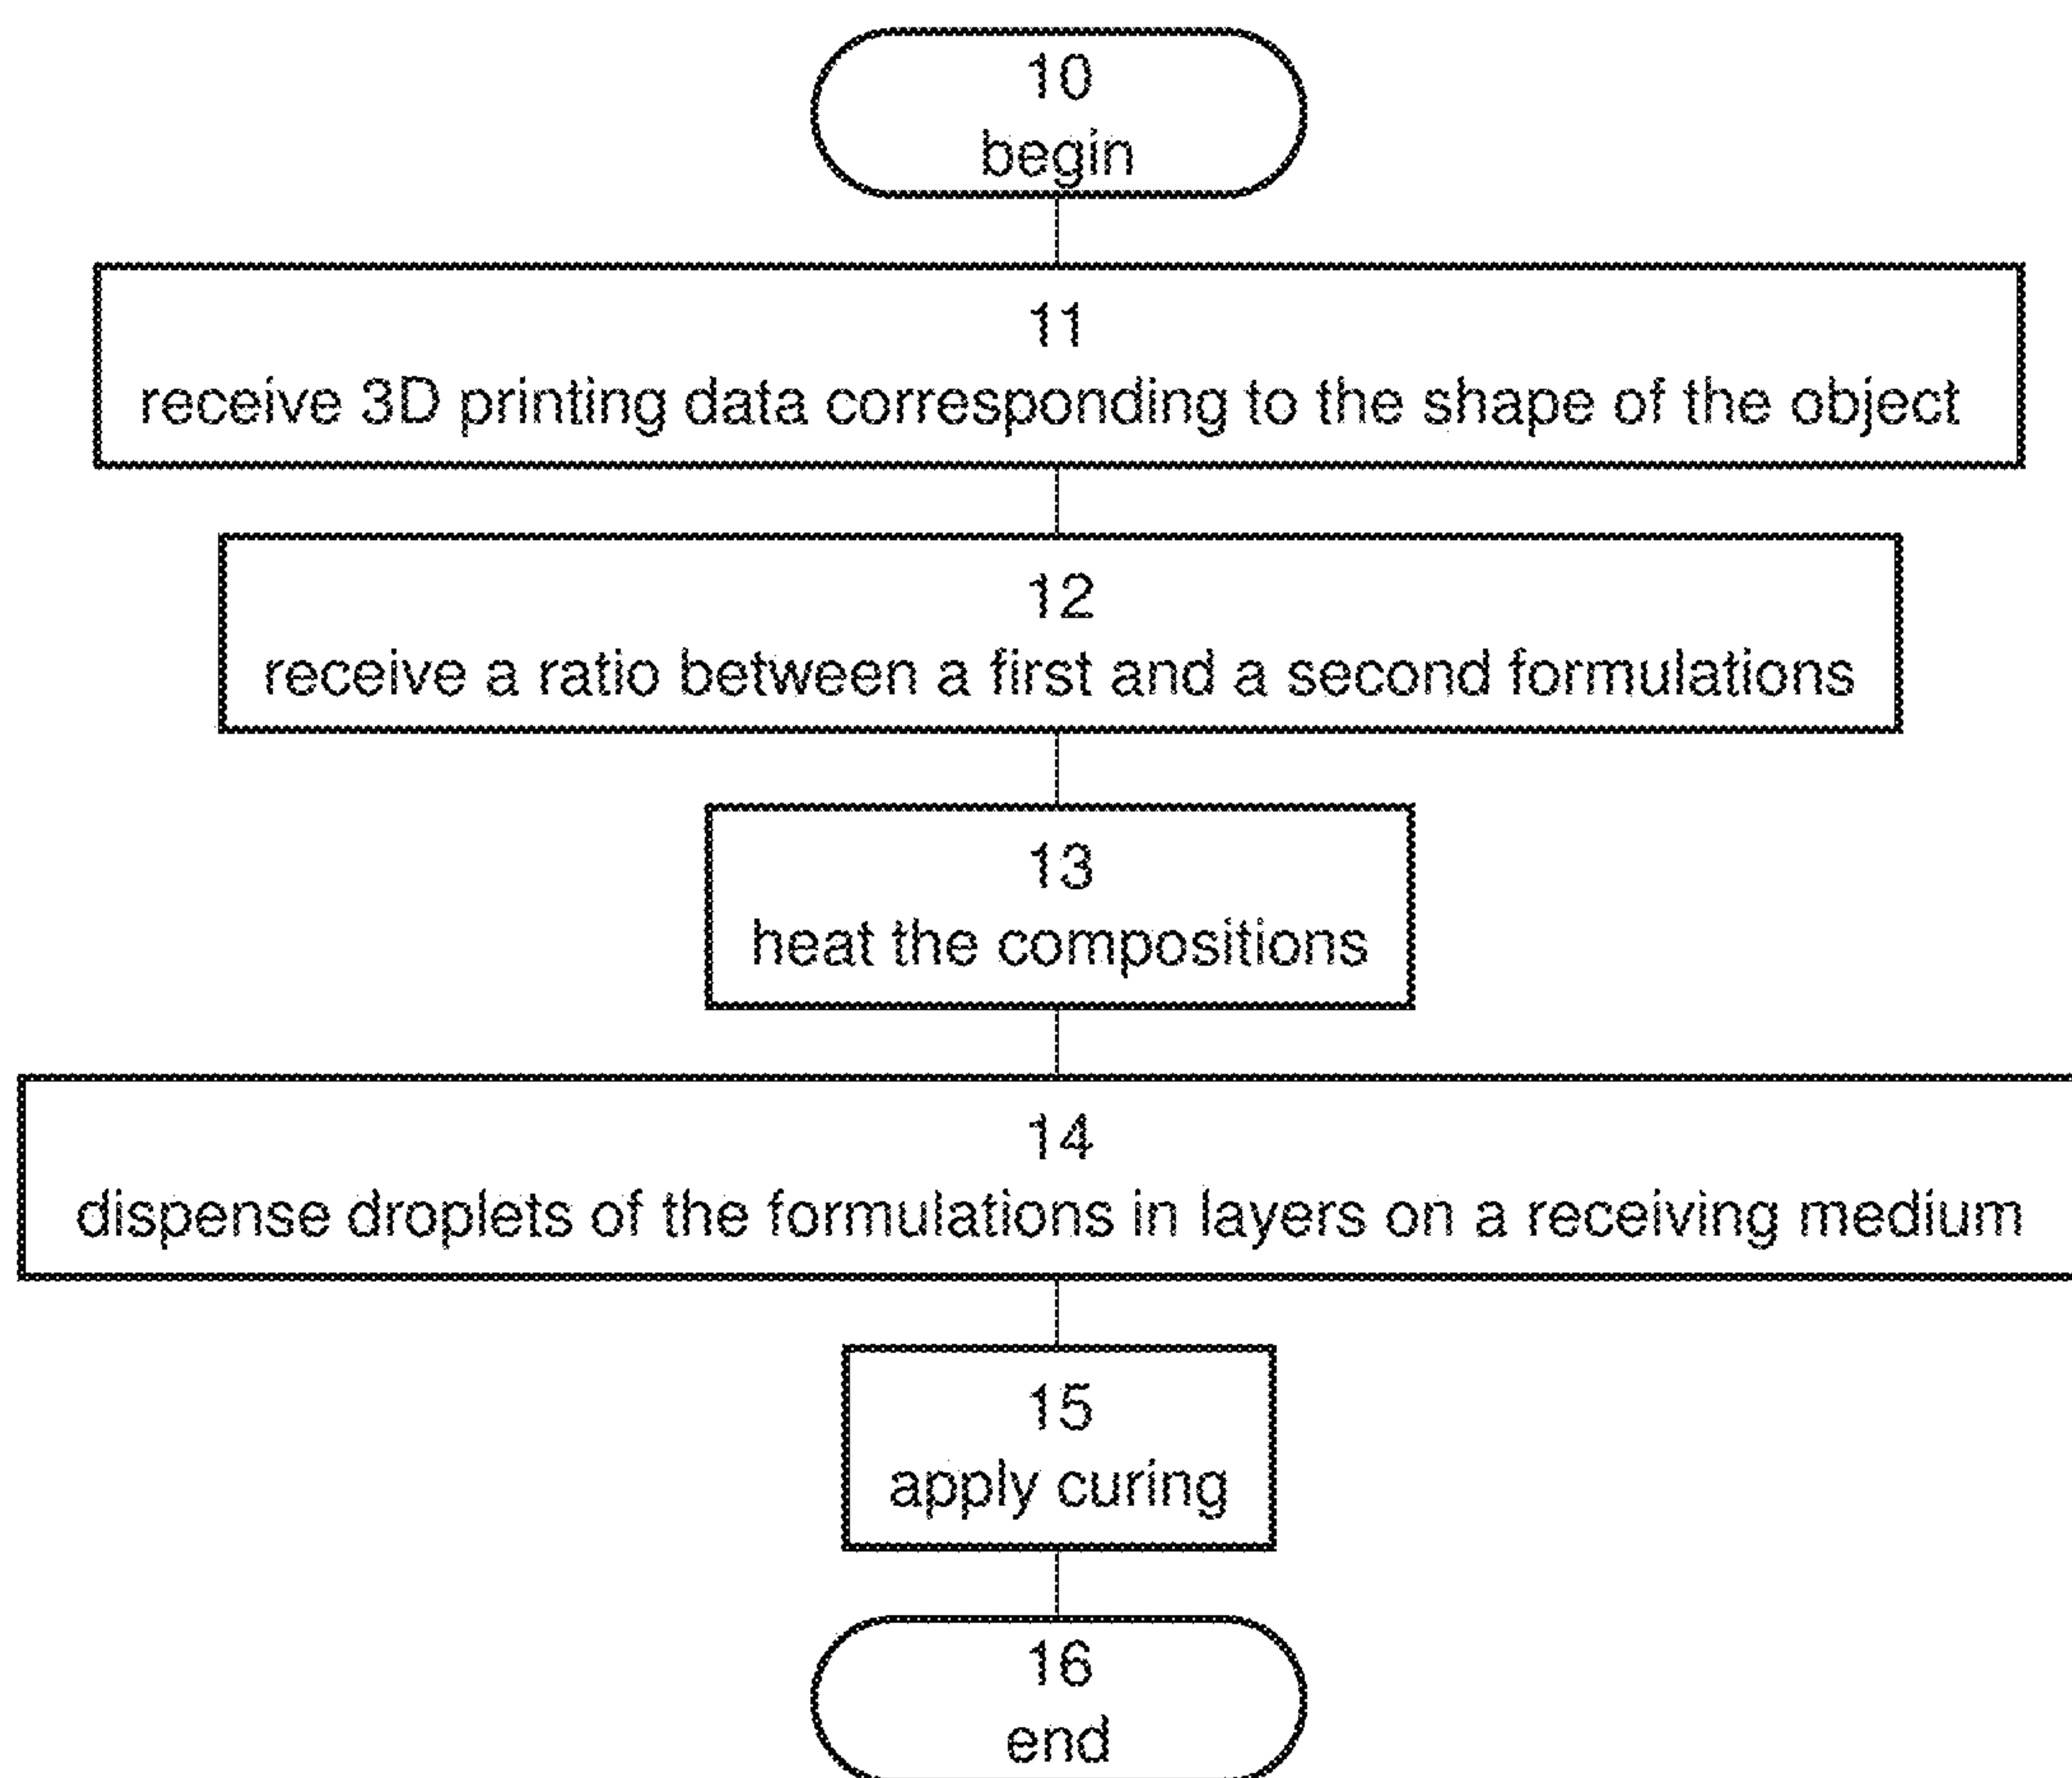 10
begin
11
receive 3D printing data corresponding to the shape of the object
12
receive a ratio between a first and a second formulations
13
heat the compositions
14
dispense droplets of the formulations in layers on a receiving medium
15
apply curing
16
end